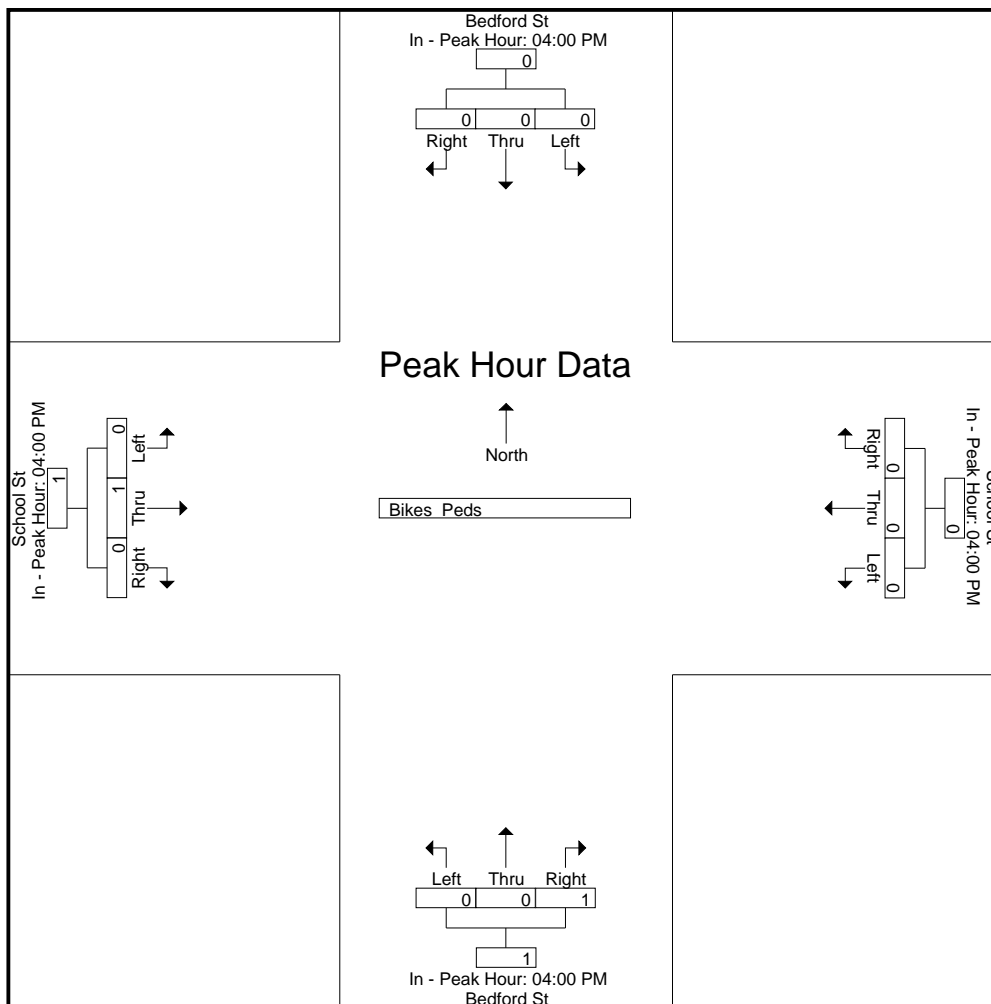 Bedford St
In - Peak Hour: 04:00 PM
0
0 0 0
Right Thru Left
Peak Hour Data
North
Bikes Peds
School St
In - Peak Hour: 04:00 PM
1
0 1 0
Left Thru Right
School St
In - Peak Hour: 04:00 PM
0
0 0 0
Right Thru Left
Left Thru Right
0 0 1
1
In - Peak Hour: 04:00 PM
Bedford St